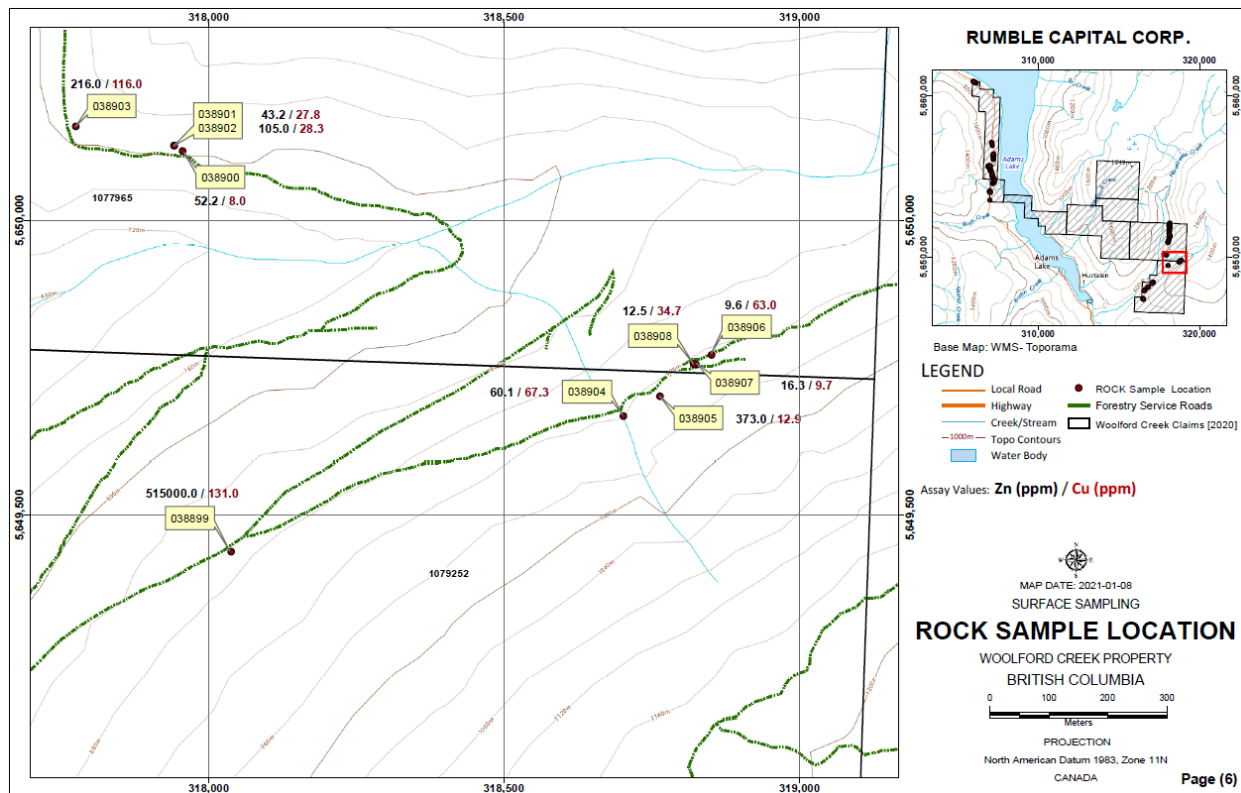 318,000
318,500
319,000
216.0 / 116.0
038903
038901
038902
43.2 / 27.8
105.0 / 28.3
038900
52.2 / 8.0
1077965
5,650,000
5,650,000
720m
12.5 / 34.7
9.6 / 63.0
038908
038906
038907
16.3 / 9.7
60.1 / 67.3
038904
038905
373.0 / 12.9
515000.0 / 131.0
038899
5,649,500
5,649,500
1079252
318,000
318,500
319,000
RUMBLE CAPITAL CORP.
310,000
320,000
5,660,000
5,660,000
Adams
Lake
Adams
Lake
5,650,000
5,650,000
310,000
320,000
Base Map: WMS- Toporama
LEGEND
Local Road
Highway
Creek/Stream
1000m
Topo Contours
Water Body
ROCK Sample Location
Forestry Service Roads
Woolford Creek Claims [2020]
Assay Values: Zn (ppm) / Cu (ppm)
N
W E
S
MAP DATE: 2021-01-08
SURFACE SAMPLING
ROCK SAMPLE LOCATION
WOOLFORD CREEK PROPERTY
BRITISH COLUMBIA
0 100 200 300
Meters
PROJECTION
North American Datum 1983, Zone 11N
CANADA
Page (6)